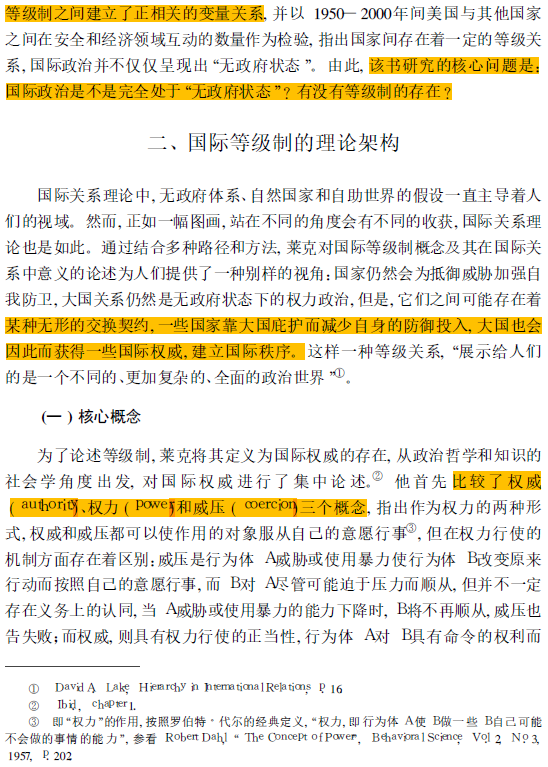 等级制之间建立了正相关的变量关系, 并以 1950—2000年间美国与其他国家
之间在安全和经济领域互动的数量作为检验, 指出国家间存在着一定的等级关
系, 国际政治并不仅仅呈现出“无政府状态”。由此, 该书研究的核心问题是:
国际政治是不是完全处于“无政府状态”? 有没有等级制的存在?
二、国际等级制的理论架构
国际关系理论中, 无政府体系、自然国家和自助世界的假设一直主导着人
们的视域。然而, 正如一幅图画, 站在不同的角度会有不同的收获, 国际关系理
论也是如此。通过结合多种路径和方法, 莱克对国际等级制概念及其在国际关
系中意义的论述为人们提供了一种别样的视角: 国家仍然会为抵御威胁加强自
我防卫, 大国关系仍然是无政府状态下的权力政治, 但是, 它们之间可能存在着
某种无形的交换契约, 一些国家靠大国庇护而减少自身的防御投入, 大国也会
因此而获得一些国际权威, 建立国际秩序。这样一种等级关系, “展示给人们
的是一个不同的、更加复杂的、全面的政治世界 ”①。
(一 ) 核心概念
为了论述等级制, 莱克将其定义为国际权威的存在, 从政治哲学和知识的
社会学角度出发, 对国际权威进行了集中论述。② 他首先比较了权威
( authority)、权力 ( power)和威压 ( coercion)三个概念, 指出作为权力的两种形
式, 权威和威压都可以使作用的对象服从自己的意愿行事③, 但在权力行使的
机制方面存在着区别: 威压是行为体 A威胁或使用暴力使行为体 B改变原来
行动而按照自己的意愿行事, 而 B对 A尽管可能迫于压力而顺从, 但并不一定
存在义务上的认同, 当 A威胁或使用暴力的能力下降时, B将不再顺从, 威压也
告失败; 而权威, 则具有权力行使的正当性, 行为体 A对 B具有命令的权利而
① David A. Lake, Hierarchy in International Relations, p. 16.
② Ibid., chapter 1.
③ 即“权力”的作用, 按照罗伯特·代尔的经典定义, “权力, 即行为体 A使 B做一些 B自己可能
不会做的事情的能力”, 参看 Robert Dahl, “ The Concept of Power”, Behavioral Science, Vol. 2, No. 3,
1957, p. 202.